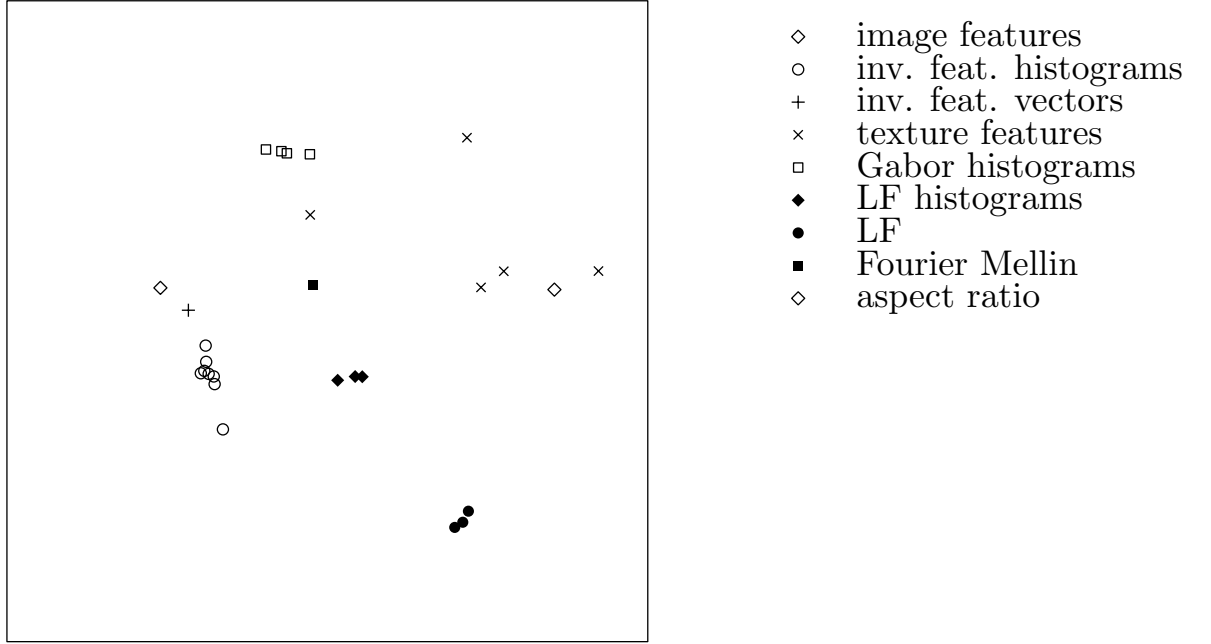 image features
inv. feat. histograms
inv. feat. vectors
texture features
Gabor histograms
LF histograms
LF
Fourier Mellin
aspect ratio